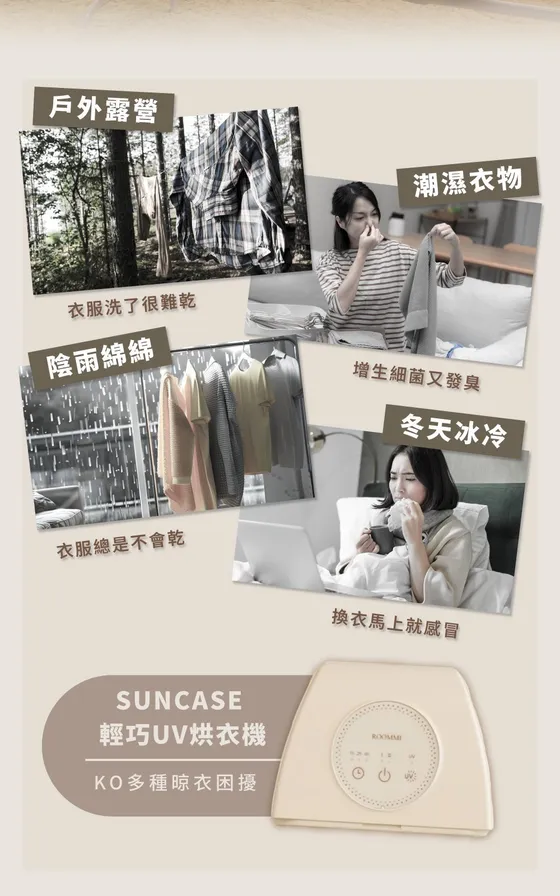 戶外露營
衣服洗了很難乾
潮濕衣物
增生細菌又發臭
陰雨綿綿
衣服總是不會乾
冬天冰冷
換衣馬上就感冒
SUNCASE
輕巧UV烘衣機
KO多種晾衣困擾
ROOMMI
UV